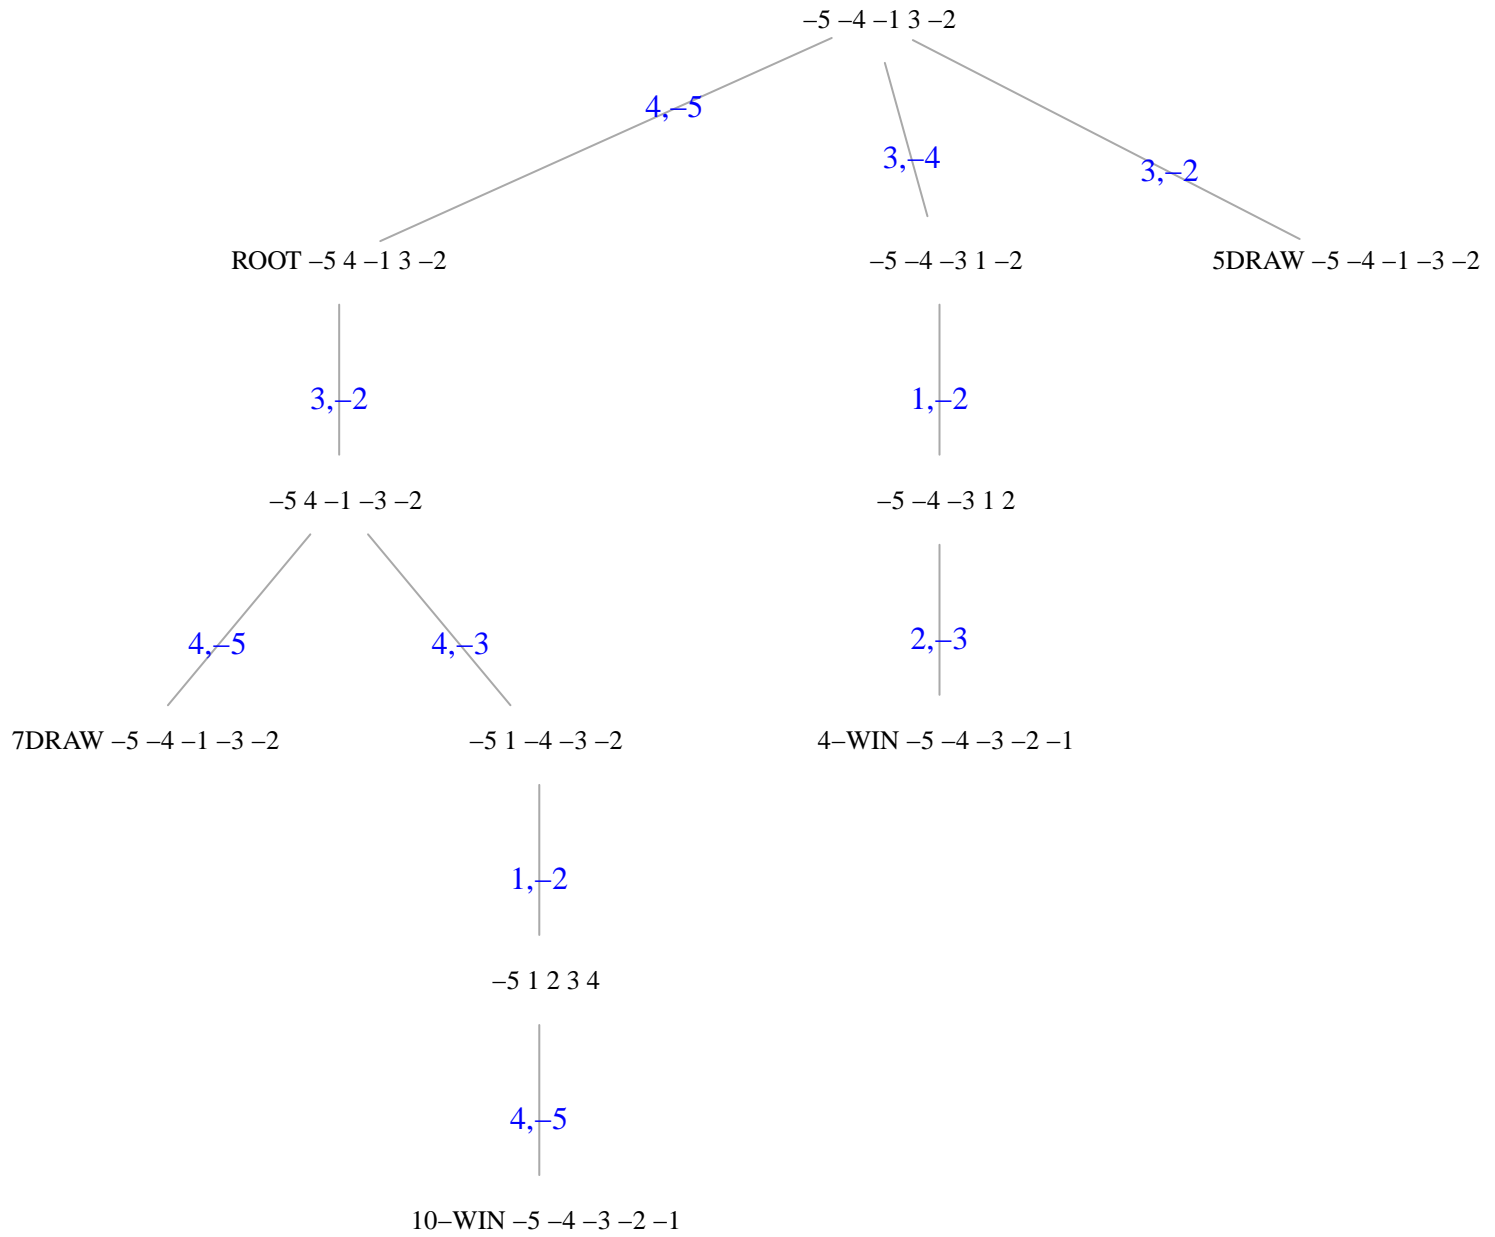 –5 –4 –1 3 –2
4,–5
3,–4
3,–2
ROOT –5 4 –1 3 –2
–5 –4 –3 1 –2
5DRAW –5 –4 –1 –3 –2
3,–2
1,–2
–5 4 –1 –3 –2
–5 –4 –3 1 2
4,–5
4,–3
2,–3
7DRAW –5 –4 –1 –3 –2
–5 1 –4 –3 –2
4–WIN –5 –4 –3 –2 –1
1,–2
–5 1 2 3 4
4,–5
10–WIN –5 –4 –3 –2 –1